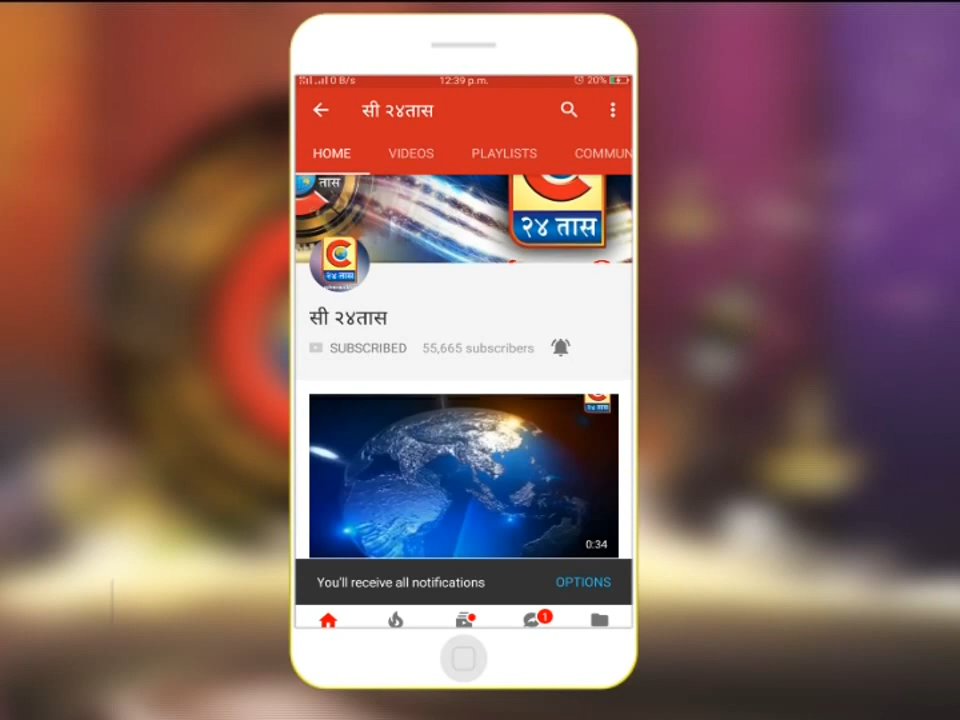 0 B/s 12:39 p.m. 20%
सी २४तास
HOME VIDEOS PLAYLISTS COMMUN
तास
२४ तास
२४ तास
सी २४तास
SUBSCRIBED 55,665 subscribers
२४ तास
0:34
You'll receive all notifications OPTIONS
1